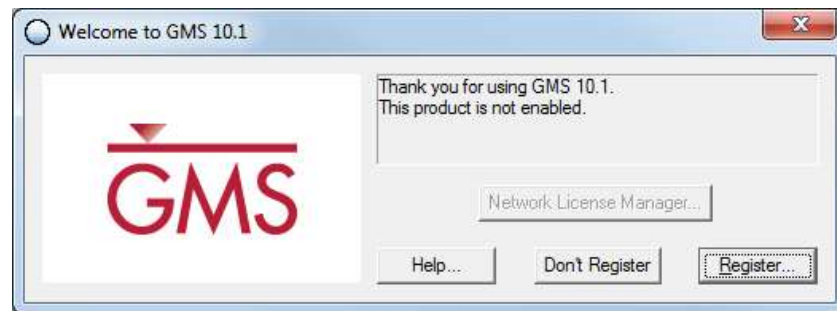 Welcome to GMS 10.1
Thank you for using GMS 10.1.
This product is not enabled.
GMS
Network License Manager...
Help...
Don't Register
Register...